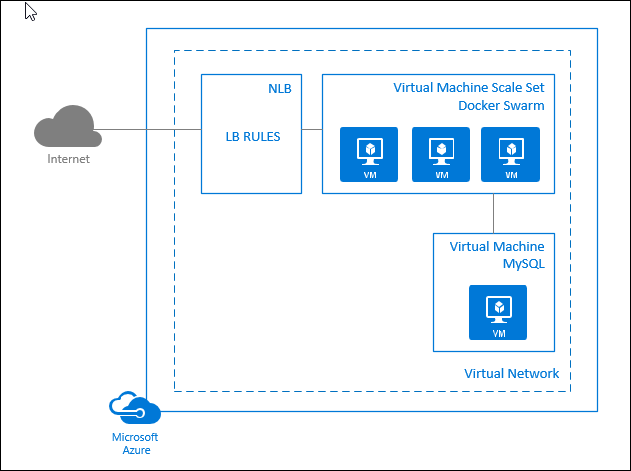 NLB
LB RULES
Virtual Machine Scale Set
Docker Swarm
VM
VM
VM
Internet
Virtual Machine
MySQL
VM
Virtual Network
Microsoft
Azure